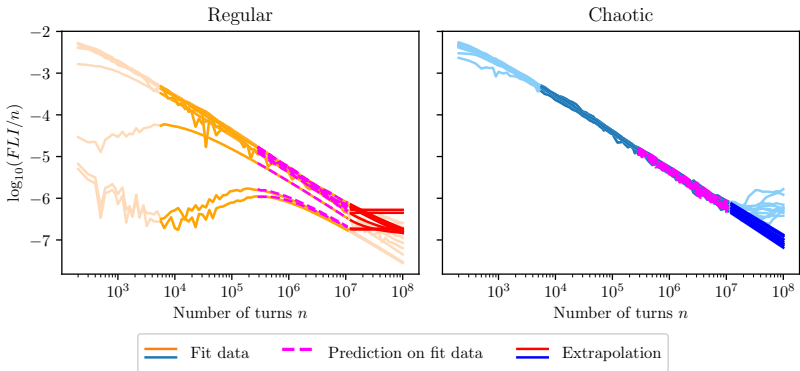 Regular
Chaotic
log₁₀(FLI/n)
−2
−3
−4
−5
−6
−7
10³ 10⁴ 10⁵ 10⁶ 10⁷ 10⁸
10³ 10⁴ 10⁵ 10⁶ 10⁷ 10⁸
Number of turns n
Number of turns n
Fit data
Prediction on fit data
Extrapolation